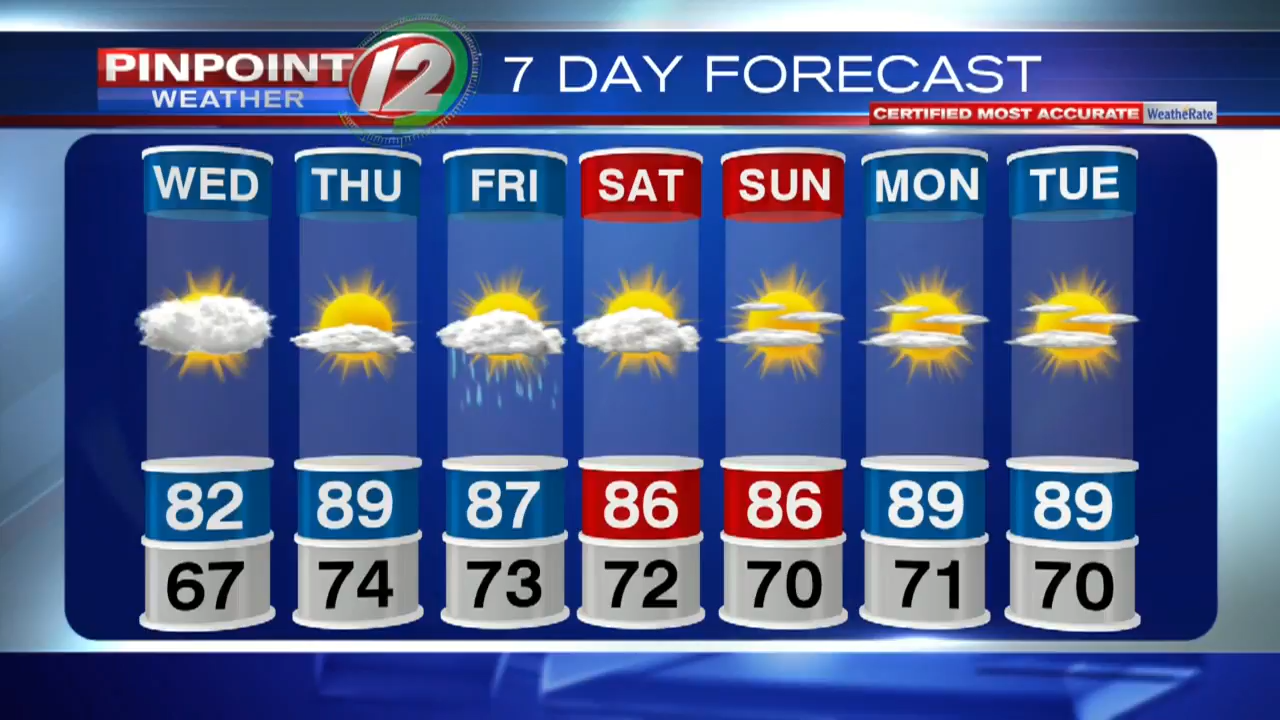 PINPOINT 12
WEATHER
7 DAY FORECAST
CERTIFIED MOST ACCURATE WeatheRate
WED THU FRI SAT SUN MON TUE
82 89 87 86 86 89 89
67 74 73 72 70 71 70